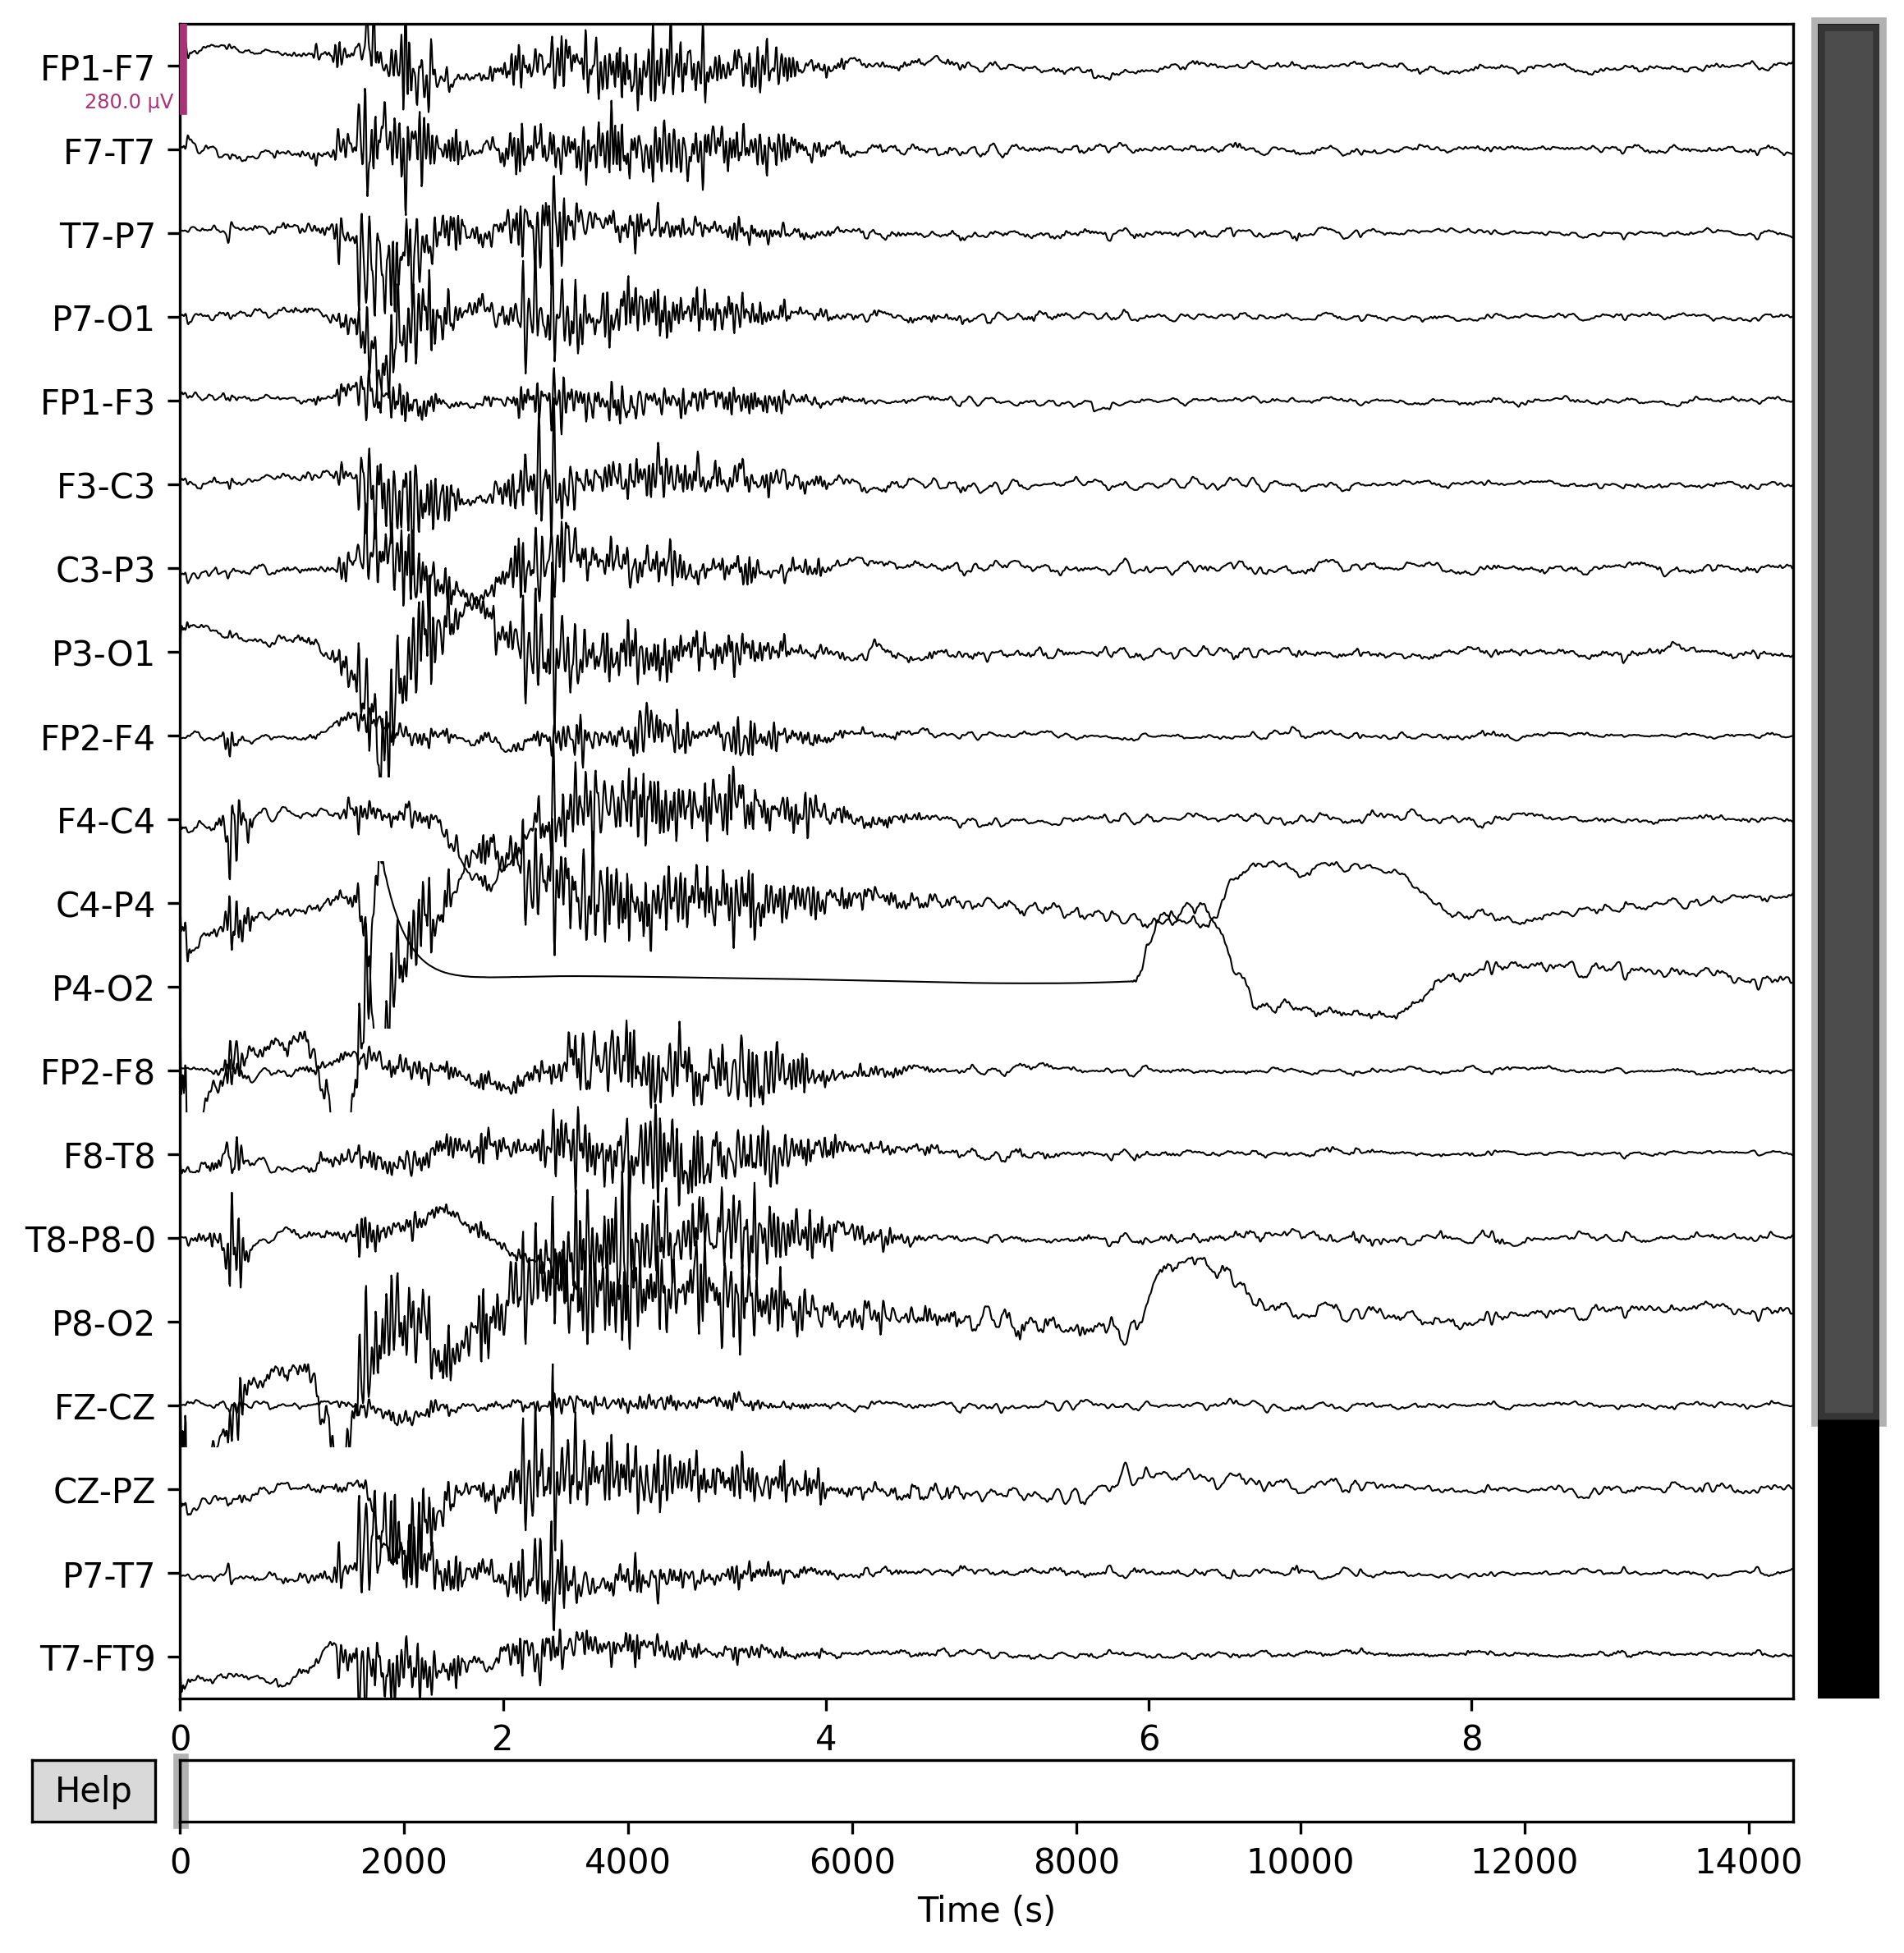 FP1-F7
280.0 µV
F7-T7
T7-P7
P7-O1
FP1-F3
F3-C3
C3-P3
P3-O1
FP2-F4
F4-C4
C4-P4
P4-O2
FP2-F8
F8-T8
T8-P8-0
P8-O2
FZ-CZ
CZ-PZ
P7-T7
T7-FT9
0 2 4 6 8
Help
0 2000 4000 6000 8000 10000 12000 14000
Time (s)